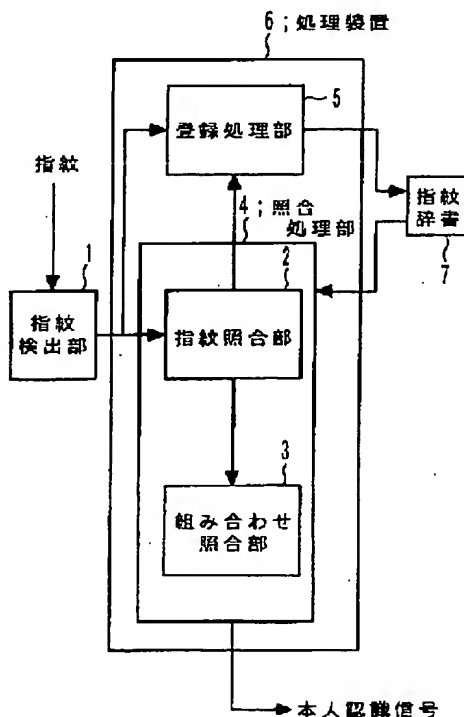 6;処理装置
5
登録処理部
指紋
4;照合
処理部
指紋
辞書
7
1
2
指紋
検出部
指紋照合部
3
組み合わせ
照合部
本人認識信号